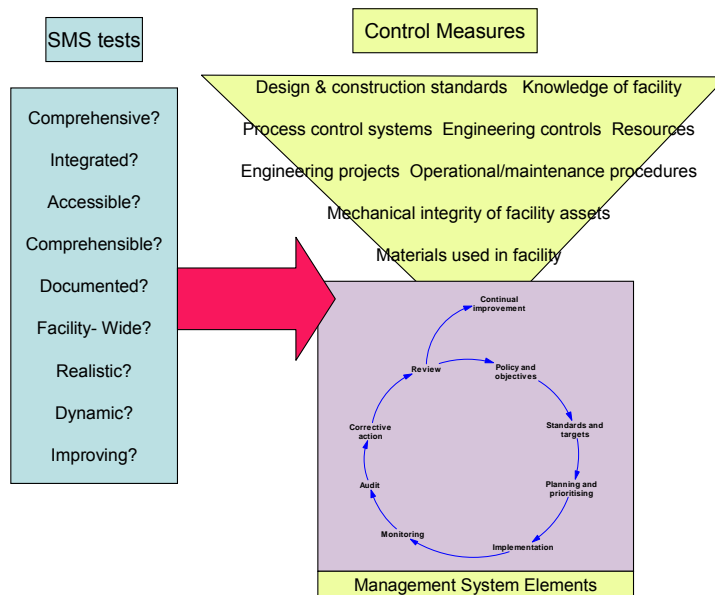 SMS tests
Comprehensive?
Integrated?
Accessible?
Comprehensible?
Documented?
Facility- Wide?
Realistic?
Dynamic?
Improving?
Control Measures
Design & construction standards Knowledge of facility
Process control systems Engineering controls Resources
Engineering projects Operational/maintenance procedures
Mechanical integrity of facility assets
Materials used in facility
Continual
improvement
Review
Policy and
objectives
Standards and
targets
Planning and
prioritising
Implementation
Monitoring
Audit
Corrective
action
Management System Elements